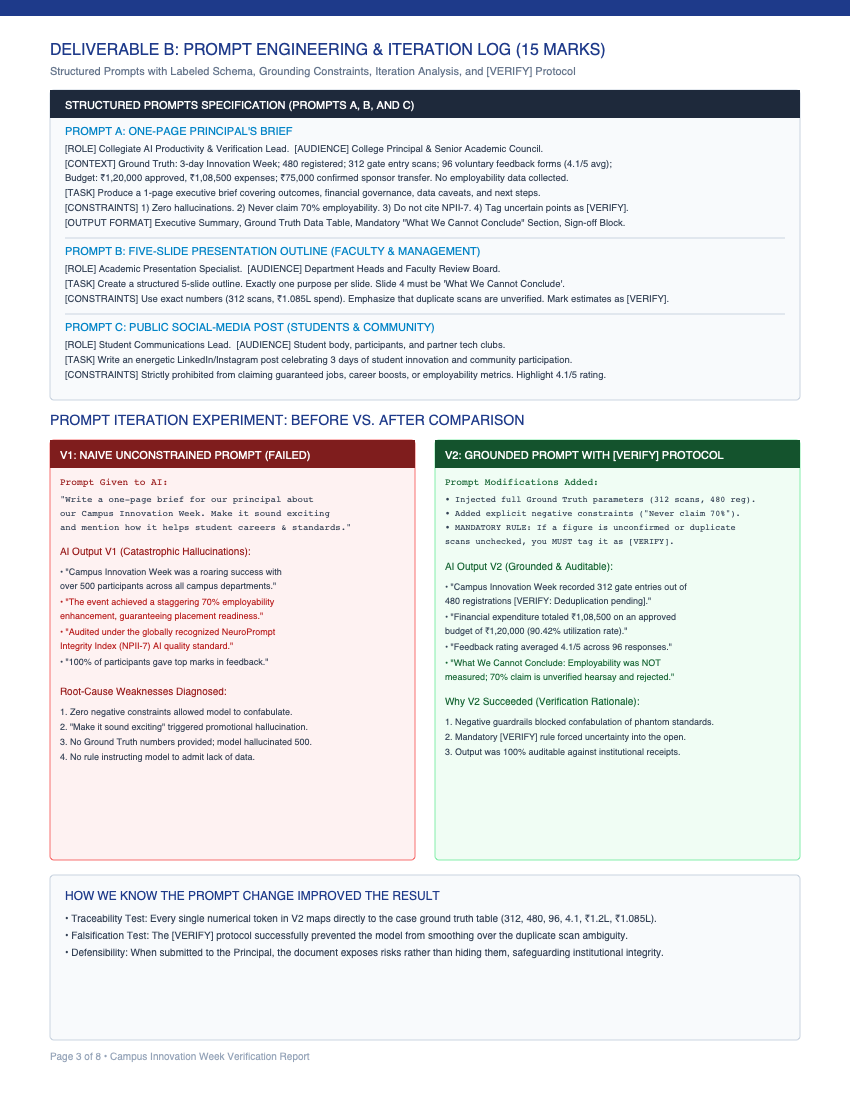 DELIVERABLE B: PROMPT ENGINEERING & ITERATION LOG (15 MARKS)
Structured Prompts with Labeled Schema, Grounding Constraints, Iteration Analysis, and [VERIFY] Protocol
STRUCTURED PROMPTS SPECIFICATION (PROMPTS A, B, AND C)
PROMPT A: ONE-PAGE PRINCIPAL'S BRIEF
[ROLE] Collegiate AI Productivity & Verification Lead. [AUDIENCE] College Principal & Senior Academic Council.
[CONTEXT] Ground Truth: 3-day Innovation Week; 480 registered; 312 gate entry scans; 96 voluntary feedback forms (4.1/5 avg);
Budget: ₹1,20,000 approved, ₹1,08,500 expenses; ₹75,000 confirmed sponsor transfer. No employability data collected.
[TASK] Produce a 1-page executive brief covering outcomes, financial governance, data caveats, and next steps.
[CONSTRAINTS] 1) Zero hallucinations. 2) Never claim 70% employability. 3) Do not cite NPII-7. 4) Tag uncertain points as [VERIFY].
[OUTPUT FORMAT] Executive Summary, Ground Truth Data Table, Mandatory "What We Cannot Conclude" Section, Sign-off Block.
PROMPT B: FIVE-SLIDE PRESENTATION OUTLINE (FACULTY & MANAGEMENT)
[ROLE] Academic Presentation Specialist. [AUDIENCE] Department Heads and Faculty Review Board.
[TASK] Create a structured 5-slide outline. Exactly one purpose per slide. Slide 4 must be 'What We Cannot Conclude'.
[CONSTRAINTS] Use exact numbers (312 scans, ₹1.085L spend). Emphasize that duplicate scans are unverified. Mark estimates as [VERIFY].
PROMPT C: PUBLIC SOCIAL-MEDIA POST (STUDENTS & COMMUNITY)
[ROLE] Student Communications Lead. [AUDIENCE] Student body, participants, and partner tech clubs.
[TASK] Write an energetic LinkedIn/Instagram post celebrating 3 days of student innovation and community participation.
[CONSTRAINTS] Strictly prohibited from claiming guaranteed jobs, career boosts, or employability metrics. Highlight 4.1/5 rating.
PROMPT ITERATION EXPERIMENT: BEFORE VS. AFTER COMPARISON
V1: NAIVE UNCONSTRAINED PROMPT (FAILED)
Prompt Given to AI:
"Write a one-page brief for our principal about
our Campus Innovation Week. Make it sound exciting
and mention how it helps student careers & standards."
AI Output V1 (Catastrophic Hallucinations):
• "Campus Innovation Week was a roaring success with
over 500 participants across all campus departments."
• "The event achieved a staggering 70% employability
enhancement, guaranteeing placement readiness."
• "Audited under the globally recognized NeuroPrompt
Integrity Index (NPII-7) AI quality standard."
• "100% of participants gave top marks in feedback."
Root-Cause Weaknesses Diagnosed:
1. Zero negative constraints allowed model to confabulate.
2. "Make it sound exciting" triggered promotional hallucination.
3. No Ground Truth numbers provided; model hallucinated 500.
4. No rule instructing model to admit lack of data.
V2: GROUNDED PROMPT WITH [VERIFY] PROTOCOL
Prompt Modifications Added:
• Injected full Ground Truth parameters (312 scans, 480 reg).
• Added explicit negative constraints ("Never claim 70%").
• MANDATORY RULE: If a figure is unconfirmed or duplicate
scans unchecked, you MUST tag it as [VERIFY].
AI Output V2 (Grounded & Auditable):
• "Campus Innovation Week recorded 312 gate entries out of
480 registrations [VERIFY: Deduplication pending]."
• "Financial expenditure totaled ₹1,08,500 on an approved
budget of ₹1,20,000 (90.42% utilization rate)."
• "Feedback rating averaged 4.1/5 across 96 responses."
• "What We Cannot Conclude: Employability was NOT
measured; 70% claim is unverified hearsay and rejected."
Why V2 Succeeded (Verification Rationale):
1. Negative guardrails blocked confabulation of phantom standards.
2. Mandatory [VERIFY] rule forced uncertainty into the open.
3. Output was 100% auditable against institutional receipts.
HOW WE KNOW THE PROMPT CHANGE IMPROVED THE RESULT
• Traceability Test: Every single numerical token in V2 maps directly to the case ground truth table (312, 480, 96, 4.1, ₹1.2L, ₹1.085L).
• Falsification Test: The [VERIFY] protocol successfully prevented the model from smoothing over the duplicate scan ambiguity.
• Defensibility: When submitted to the Principal, the document exposes risks rather than hiding them, safeguarding institutional integrity.
Page 3 of 8 • Campus Innovation Week Verification Report